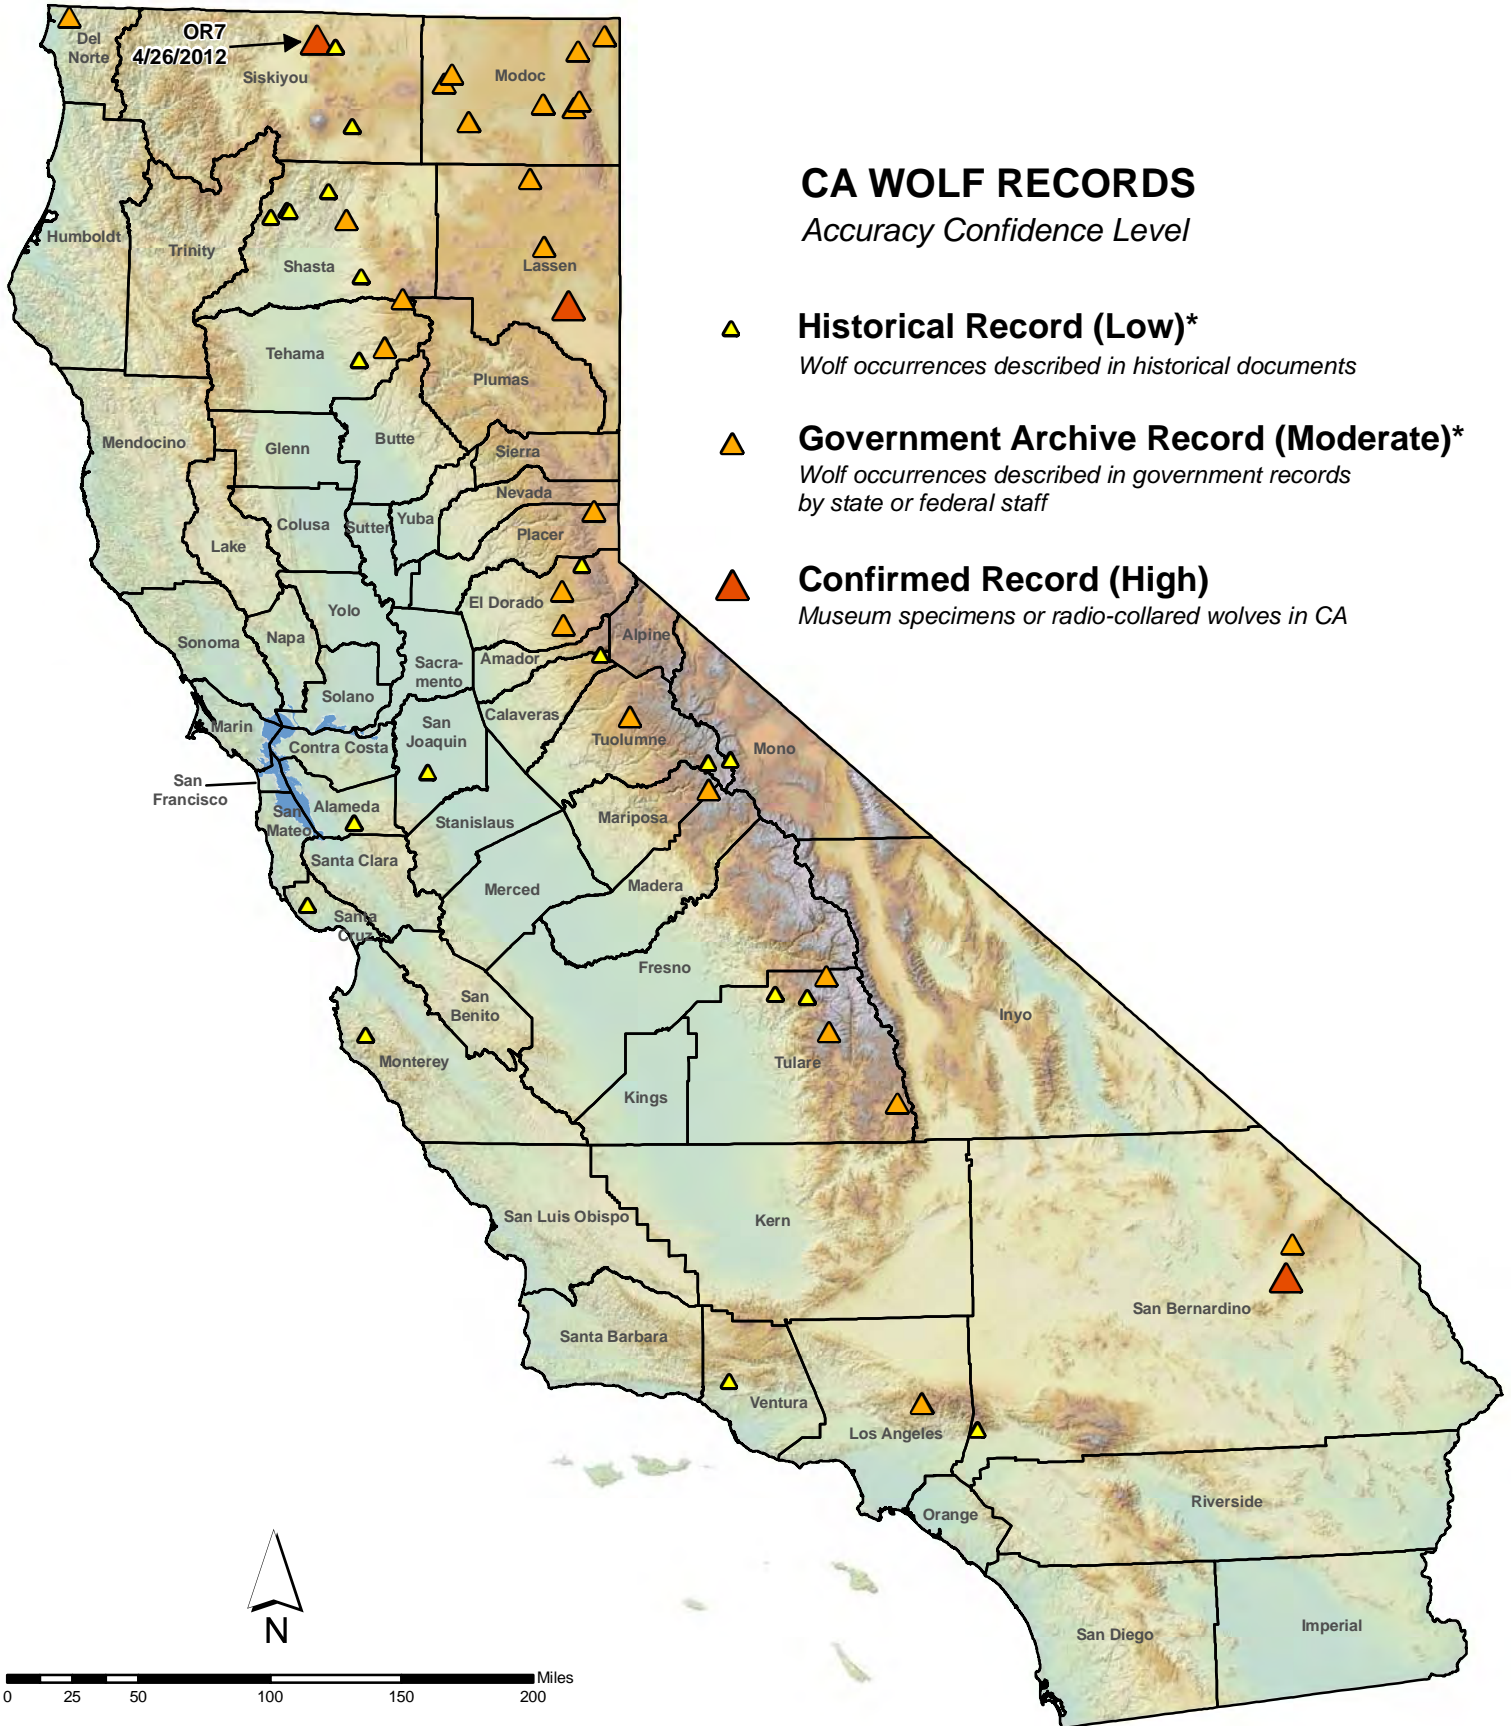 OR7
4/26/2012
Del
Norte
Siskiyou
Modoc
CA WOLF RECORDS
Accuracy Confidence Level
Historical Record (Low)*
Wolf occurrences described in historical documents
Government Archive Record (Moderate)*
Wolf occurrences described in government records
by state or federal staff
Confirmed Record (High)
Museum specimens or radio-collared wolves in CA
Humboldt
Trinity
Shasta
Lassen
Tehama
Plumas
Mendocino
Glenn
Butte
Sierra
Nevada
Colusa
Sutter
Yuba
Placer
Lake
El Dorado
Yolo
Sonoma
Napa
Alpine
Sacra-
mento
Amador
Solano
Marin
San
Joaquin
Calaveras
Contra Costa
Tuolumne
Mono
San
Francisco
Alameda
San
Mateo
Stanislaus
Mariposa
Santa Clara
Merced
Madera
Santa
Cruz
Fresno
San
Benito
Inyo
Monterey
Tulare
Kings
San Luis Obispo
Kern
San Bernardino
Santa Barbara
Ventura
Los Angeles
Orange
Riverside
San Diego
Imperial
N
Miles
0 25 50 100 150 200